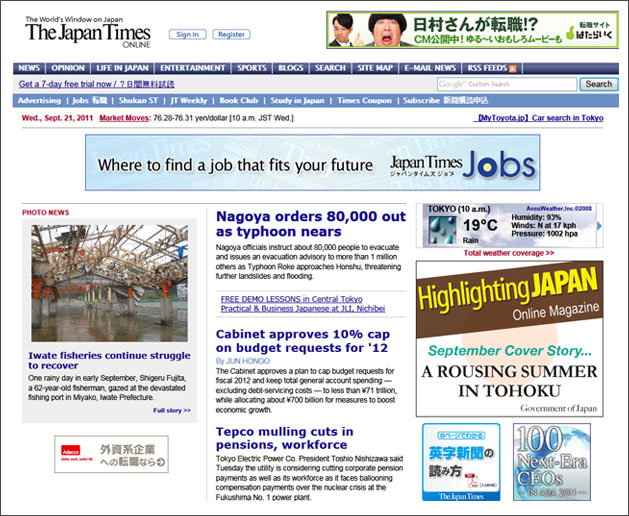 The World's Window on Japan
The Japan Times
ONLINE
Sign In
Register
日村さんが転職!?
CM公開中! ゆる〜いおもしろムービーも
転職サイト
はたらいく
NEWS OPINION LIFE IN JAPAN ENTERTAINMENT SPORTS BLOGS SEARCH SITE MAP E-MAIL NEWS RSS FEEDS
Get a 7-day free trial now / 7日間無料試読
Google Custom Search
Search
Advertising | Jobs 転職 | Shukan ST | JT Weekly | Book Club | Study in Japan | Times Coupon | Subscribe 新聞購読申込
Wed., Sept. 21, 2011 Market Moves: 76.28-76.31 yen/dollar [10 a.m. JST Wed.]
【MyToyota.jp】Car search in Tokyo
Where to find a job that fits your future
Japan Times
ジャパンタイムズ ジョブ
Jobs
PHOTO NEWS
Iwate fisheries continue struggle
to recover
One rainy day in early September, Shigeru Fujita,
a 62-year-old fisherman, gazed at the devastated
fishing port in Miyako, Iwate Prefecture.
Full story >>
Adecco
外資系企業
への転職なら
Nagoya orders 80,000 out
as typhoon nears
Nagoya officials instruct about 80,000 people to evacuate
and issues an evacuation advisory to more than 1 million
others as Typhoon Roke approaches Honshu, threatening
further landslides and flooding.
FREE DEMO LESSONS in Central Tokyo
Practical & Business Japanese at JLI, Nichibei
Cabinet approves 10% cap
on budget requests for '12
By JUN HONGO
The Cabinet approves a plan to cap budget requests for
fiscal 2012 and keep total general account spending —
excluding debt-servicing costs — to less than ¥71 trillion,
while allocating about ¥700 billion for measures to boost
economic growth.
Tepco mulling cuts in
pensions, workforce
Tokyo Electric Power Co. President Toshio Nishizawa said
Tuesday the utility is considering cutting corporate pension
payments as well as its workforce as it faces ballooning
compensation payments over the nuclear crisis at the
Fukushima No. 1 power plant.
TOKYO (10 a.m.)
AccuWeather, Inc.©2008
19°C
Rain
Humidity: 93%
Winds: N at 17 kph
Pressure: 1002 hpa
Total weather coverage >>
Highlighting JAPAN
Online Magazine
September Cover Story...
A ROUSING SUMMER
IN TOHOKU
Government of Japan
8ページでわかる
英字新聞
の
読み方
PDF
The Japan Times
100
Next-Era
CEOs
IN ASIA 2011